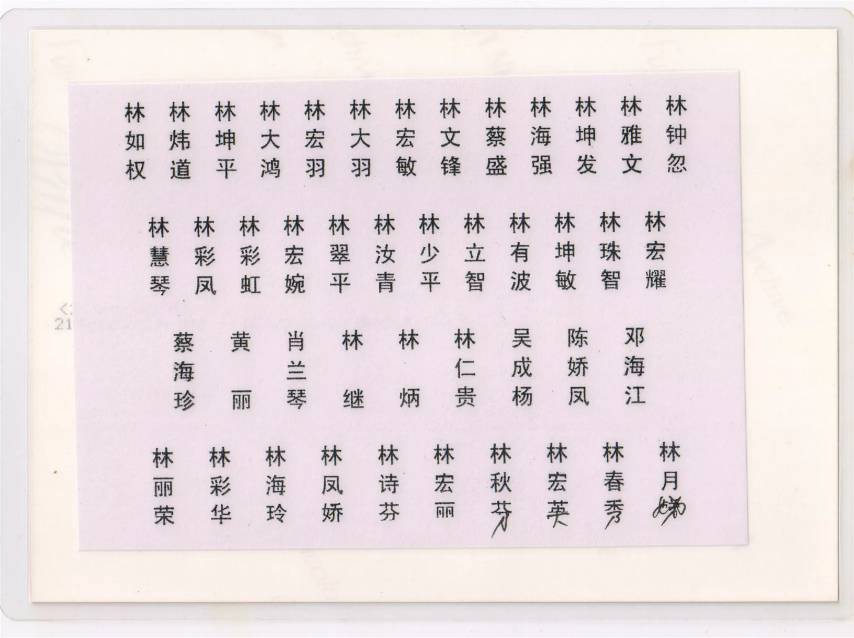 林如权 林炜道 林坤平 林大鸿 林宏羽 林大羽 林宏敏 林文锋 林蔡盛 林海强 林坤发 林雅文 林钟忽
林慧琴 林彩凤 林彩虹 林宏婉 林翠平 林汝青 林少平 林立智 林有波 林坤敏 林珠智 林宏耀
蔡海珍 黄丽 肖兰琴 林继 林炳 林仁贵 吴成杨 陈娇凤 邓海江
林丽荣 林彩华 林海玲 林凤娇 林诗芬 林宏丽 林秋芬 林宏英 林春秀 林月娣